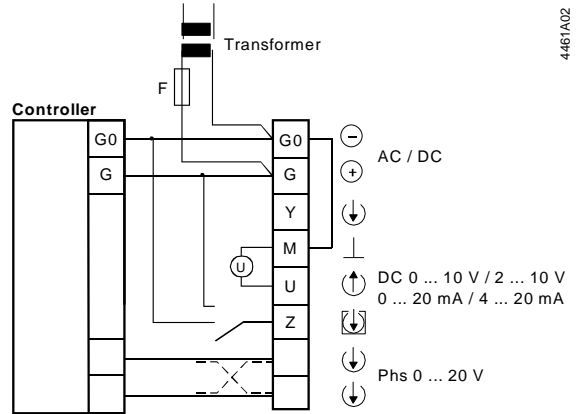 4461A02
Transformer
F
Controller
G0
G0
AC / DC
G
G
Y
M
U
U
DC 0 ... 10 V / 2 ... 10 V
0 ... 20 mA / 4 ... 20 mA
Z
Phs 0 ... 20 V